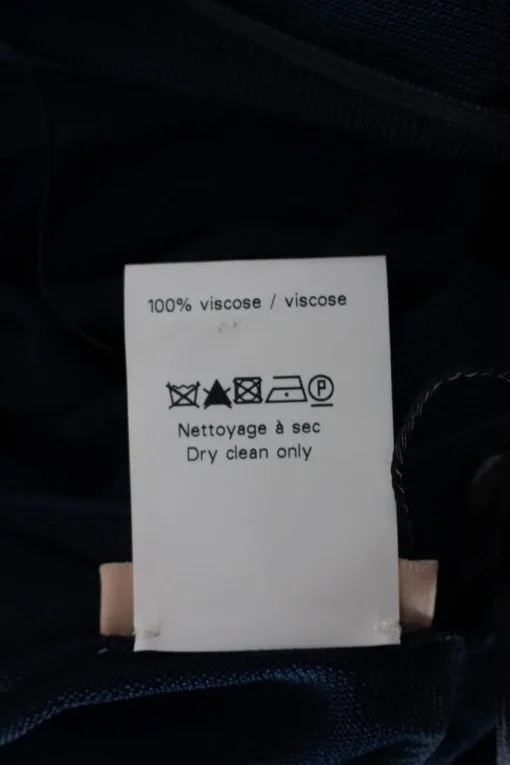 100% viscose / viscose
P
Nettoyage à sec
Dry clean only